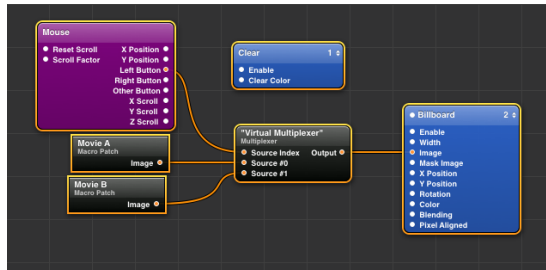 Mouse
Reset Scroll X Position
Scroll Factor Y Position
Left Button
Right Button
Other Button
X Scroll
Y Scroll
Z Scroll
Clear 1
Enable
Clear Color
Movie A
Macro Patch
Image
Movie B
Macro Patch
Image
"Virtual Multiplexer"
Multiplexer
Source Index Output
Source #0
Source #1
Billboard 2
Enable
Width
Image
Mask Image
X Position
Y Position
Rotation
Color
Blending
Pixel Aligned